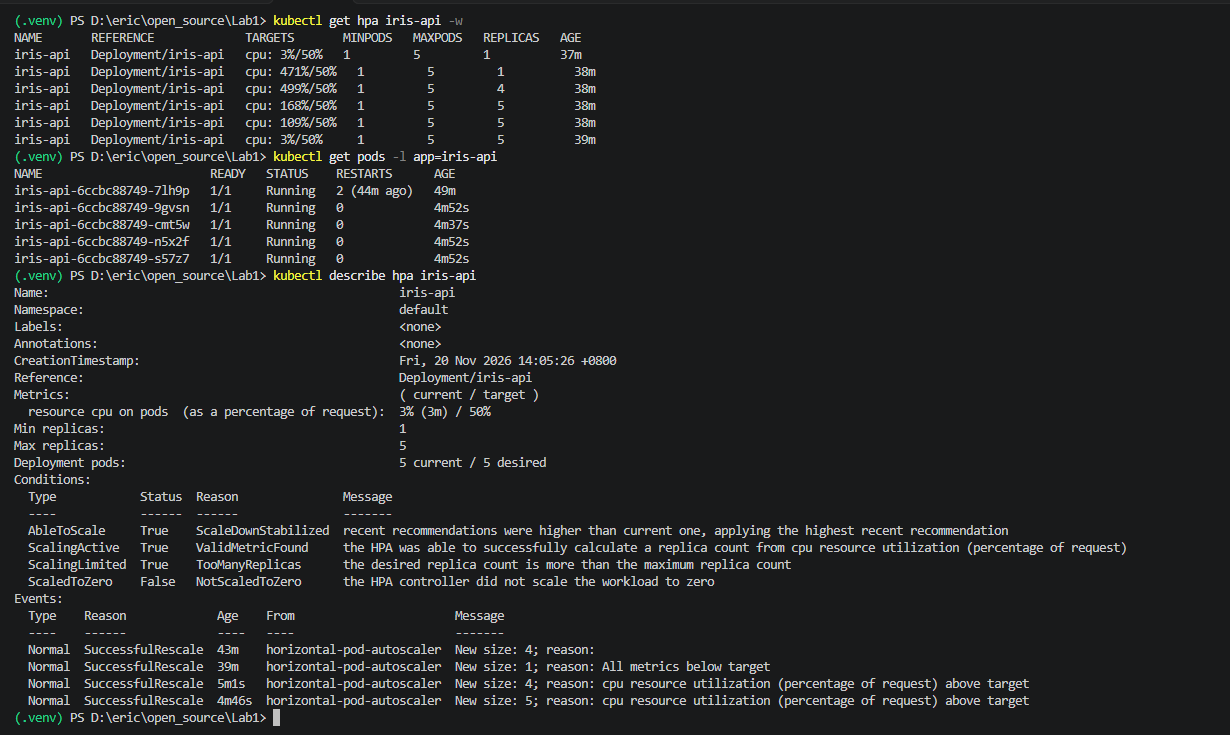 (.venv) PS D:\eric\open_source\Lab1> kubectl get hpa iris-api -w
NAME       REFERENCE             TARGETS       MINPODS   MAXPODS   REPLICAS   AGE
iris-api   Deployment/iris-api   cpu: 3%/50%   1         5         1          37m
iris-api   Deployment/iris-api   cpu: 471%/50%   1         5         1          38m
iris-api   Deployment/iris-api   cpu: 499%/50%   1         5         4          38m
iris-api   Deployment/iris-api   cpu: 168%/50%   1         5         5          38m
iris-api   Deployment/iris-api   cpu: 109%/50%   1         5         5          38m
iris-api   Deployment/iris-api   cpu: 3%/50%     1         5         5          39m
(.venv) PS D:\eric\open_source\Lab1> kubectl get pods -l app=iris-api
NAME                        READY   STATUS    RESTARTS      AGE
iris-api-6ccbc88749-7lh9p   1/1     Running   2 (44m ago)   49m
iris-api-6ccbc88749-9gvsn   1/1     Running   0             4m52s
iris-api-6ccbc88749-cmt5w   1/1     Running   0             4m37s
iris-api-6ccbc88749-n5x2f   1/1     Running   0             4m52s
iris-api-6ccbc88749-s57z7   1/1     Running   0             4m52s
(.venv) PS D:\eric\open_source\Lab1> kubectl describe hpa iris-api
Name:                                                  iris-api
Namespace:                                             default
Labels:                                                <none>
Annotations:                                           <none>
CreationTimestamp:                                     Fri, 20 Nov 2026 14:05:26 +0800
Reference:                                             Deployment/iris-api
Metrics:                                               ( current / target )
  resource cpu on pods  (as a percentage of request):  3% (3m) / 50%
Min replicas:                                          1
Max replicas:                                          5
Deployment pods:                                       5 current / 5 desired
Conditions:
  Type            Status  Reason              Message
  ----            ------  ------              -------
  AbleToScale     True    ScaleDownStabilized  recent recommendations were higher than current one, applying the highest recent recommendation
  ScalingActive   True    ValidMetricFound    the HPA was able to successfully calculate a replica count from cpu resource utilization (percentage of request)
  ScalingLimited  True    TooManyReplicas     the desired replica count is more than the maximum replica count
  ScaledToZero    False   NotScaledToZero     the HPA controller did not scale the workload to zero
Events:
  Type    Reason             Age    From                       Message
  ----    ------             ----   ----                       -------
  Normal  SuccessfulRescale  43m    horizontal-pod-autoscaler  New size: 4; reason:
  Normal  SuccessfulRescale  39m    horizontal-pod-autoscaler  New size: 1; reason: All metrics below target
  Normal  SuccessfulRescale  5m1s   horizontal-pod-autoscaler  New size: 4; reason: cpu resource utilization (percentage of request) above target
  Normal  SuccessfulRescale  4m46s  horizontal-pod-autoscaler  New size: 5; reason: cpu resource utilization (percentage of request) above target
(.venv) PS D:\eric\open_source\Lab1>